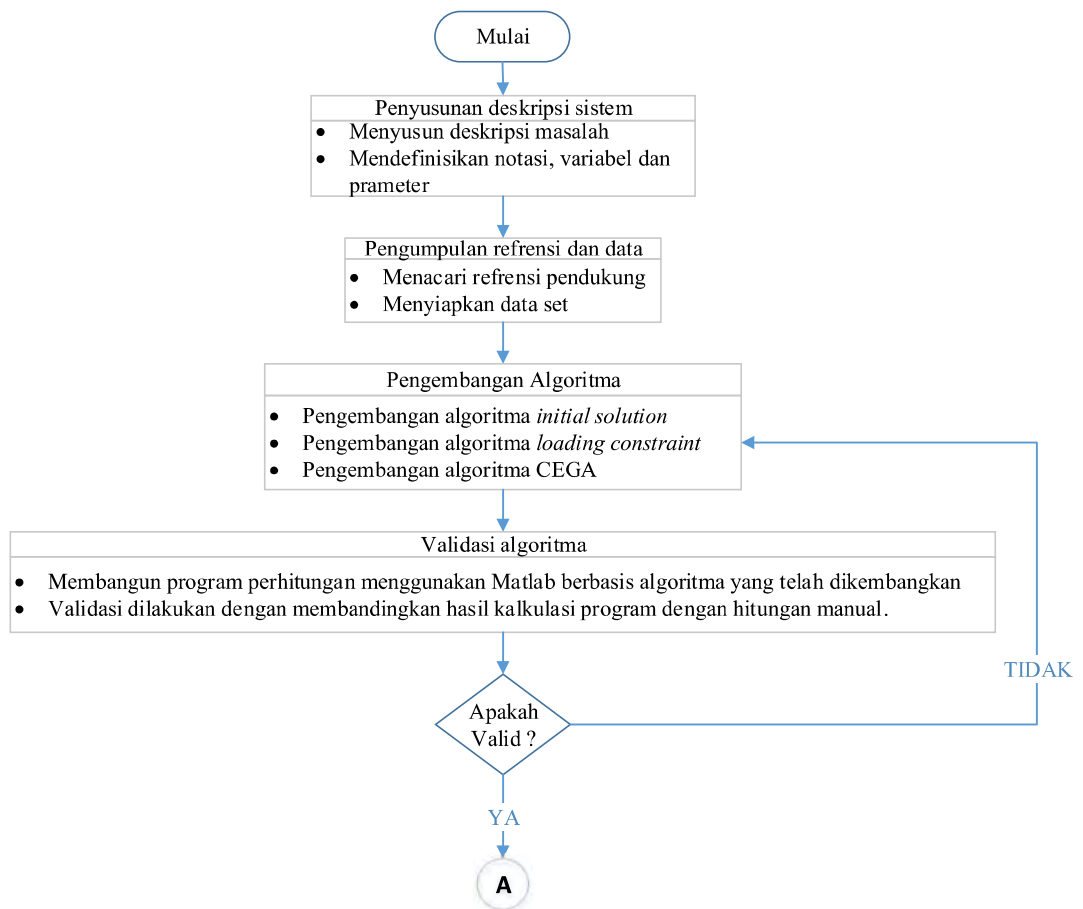 Mulai
Penyusunan deskripsi sistem
• Menyusun deskripsi masalah
• Mendefinisikan notasi, variabel dan
prameter
Pengumpulan refrensi dan data
• Menacari refrensi pendukung
• Menyiapkan data set
Pengembangan Algoritma
• Pengembangan algoritma initial solution
• Pengembangan algoritma loading constraint
• Pengembangan algoritma CEGA
Validasi algoritma
• Membangun program perhitungan menggunakan Matlab berbasis algoritma yang telah dikembangkan
• Validasi dilakukan dengan membandingkan hasil kalkulasi program dengan hitungan manual.
TIDAK
Apakah
Valid ?
YA
A